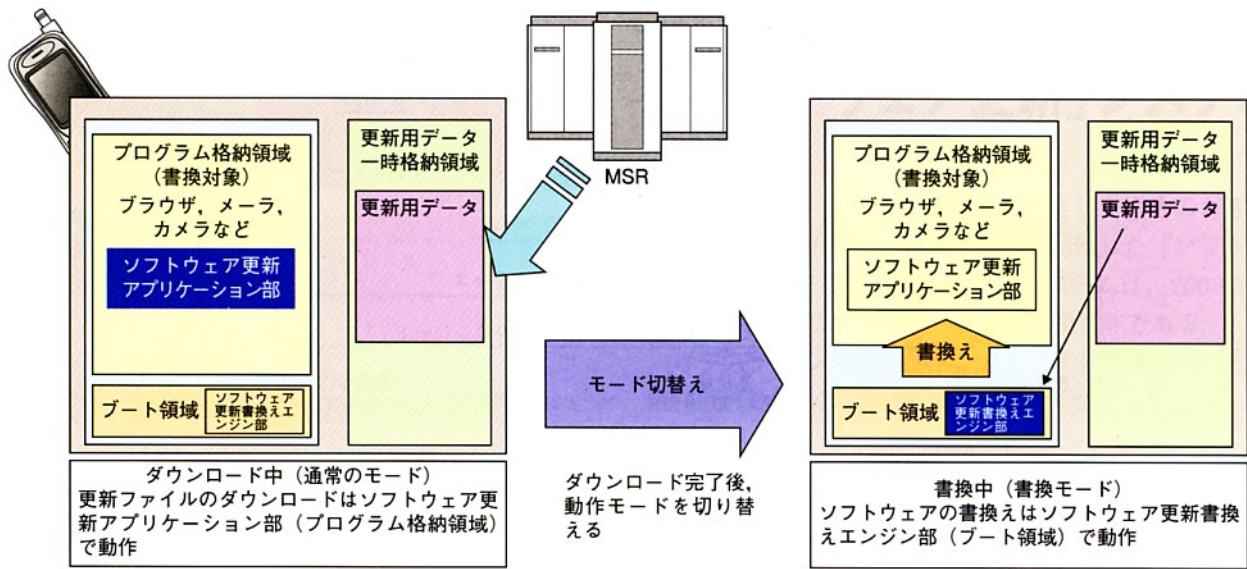 MSR
プログラム格納領域
(書換対象)
ブラウザ，メーラ，
カメラなど
ソフトウェア更新
アプリケーション部
ブート領域
ソフトウェア
更新書換えエ
ンジン部
更新用データ
一時格納領域
更新用データ
ダウンロード中（通常のモード）
更新ファイルのダウンロードはソフトウェア更
新アプリケーション部（プログラム格納領域）
で動作
モード切替え
ダウンロード完了後，
動作モードを切り替
える
プログラム格納領域
(書換対象)
ブラウザ，メーラ，
カメラなど
ソフトウェア更新
アプリケーション部
書換え
ブート領域
ソフトウェア
更新書換えエ
ンジン部
更新用データ
一時格納領域
更新用データ
書換中（書換モード）
ソフトウェアの書換えはソフトウェア更新書換
えエンジン部（ブート領域）で動作